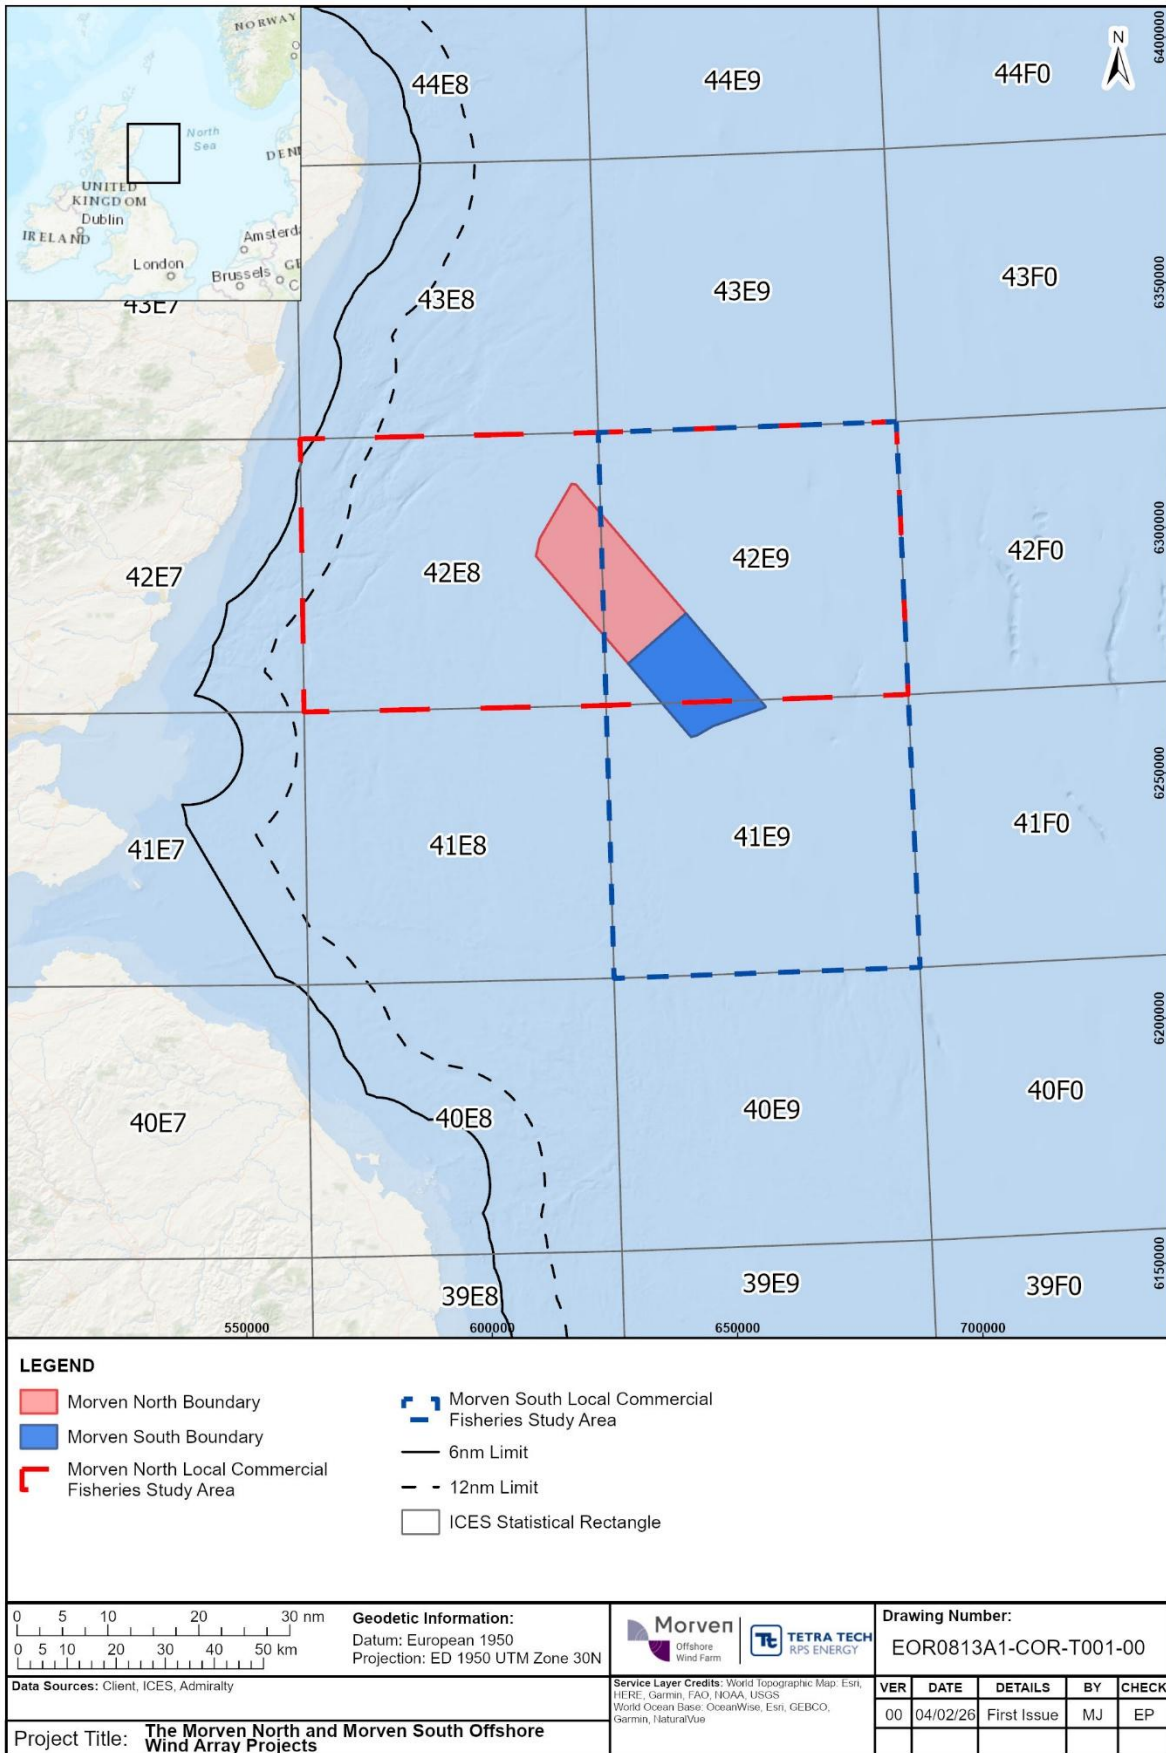 NORWAY
North
Sea
DEN
UNITED
KINGDOM
Dublin
IRELAND
Amsterd
London
Brussels
GE
C
N
44E8
44E9
44F0
43E7
43E8
43E9
43F0
42E7
42E8
42E9
42F0
41E7
41E8
41E9
41F0
40E7
40E8
40E9
40F0
39E8
39E9
39F0
6400000
6350000
6300000
6250000
6200000
6150000
550000
600000
650000
700000
LEGEND
Morven North Boundary
Morven South Boundary
Morven North Local Commercial
Fisheries Study Area
Morven South Local Commercial
Fisheries Study Area
6nm Limit
12nm Limit
ICES Statistical Rectangle
0 5 10 20 30 nm
0 5 10 20 30 40 50 km
Geodetic Information:
Datum: European 1950
Projection: ED 1950 UTM Zone 30N
Morven
Offshore
Wind Farm
Tt
TETRA TECH
RPS ENERGY
Drawing Number:
EOR0813A1-COR-T001-00
Data Sources: Client, ICES, Admiralty
Service Layer Credits: World Topographic Map: Esri,
HERE, Garmin, FAO, NOAA, USGS
World Ocean Base: OceanWise, Esri, GEBCO,
Garmin, NaturalVue
VER DATE DETAILS BY CHECK
00 04/02/26 First Issue MJ EP
Project Title: The Morven North and Morven South Offshore
Wind Array Projects